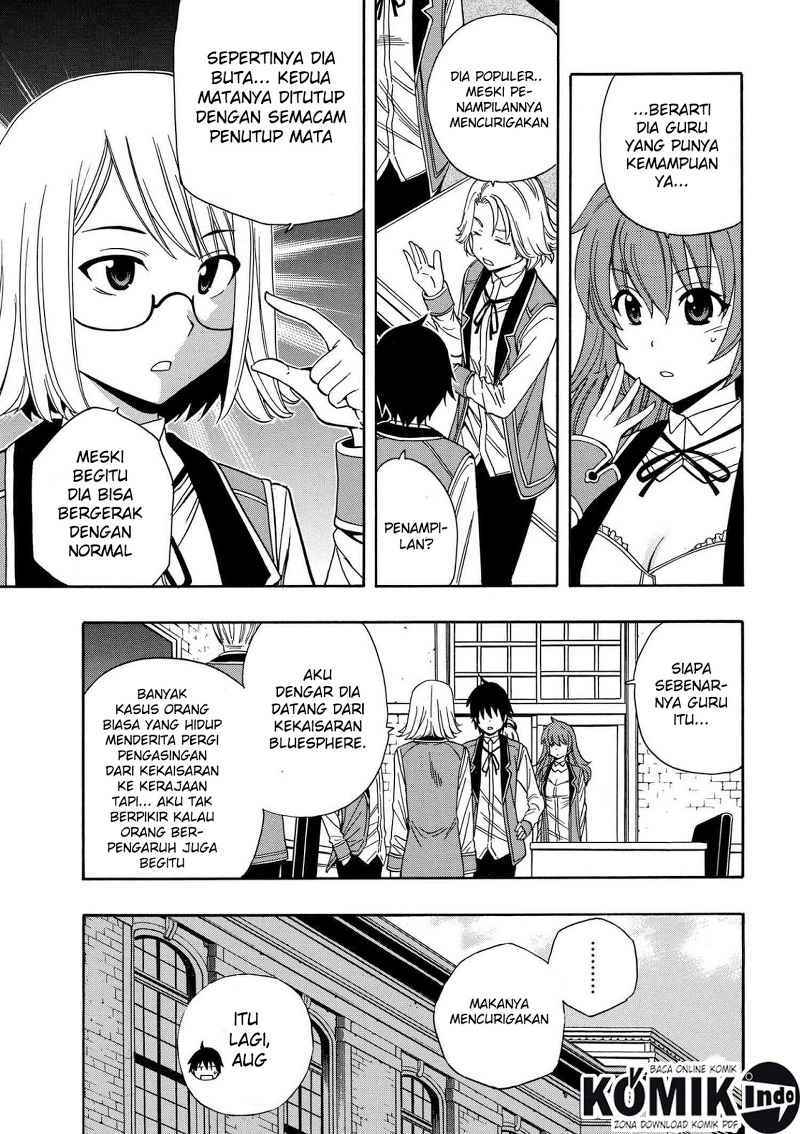 ...BERARTI
DIA GURU
YANG PUNYA
KEMAMPUAN
YA...
DIA POPULER..
MESKI PE-
NAMPILANNYA
MENCURIGAKAN
PENAMPI-
LAN?
SEPERTINYA DIA
BUTA... KEDUA
MATANYA DITUTUP
DENGAN SEMACAM
PENUTUP MATA
MESKI
BEGITU
DIA BISA
BERGERAK
DENGAN
NORMAL
SIAPA
SEBENAR-
NYA GURU
ITU...
AKU
DENGAR DIA
DATANG DARI
KEKAISARAN
BLUESPHERE.
BANYAK
KASUS ORANG
BIASA YANG HIDUP
MENDERITA PERGI
PENGASINGAN
DARI KEKAISARAN
KE KERAJAAN
TAPI... AKU TAK
BERPIKIR KALAU
ORANG BER-
PENGARUH JUGA
BEGITU
........
MAKANYA
MENCURIGAKAN
ITU
LAGI,
AUG
BACA ONLINE KOMIK
KOMIK Indo
ZONA DOWNLOAD KOMIK PDF